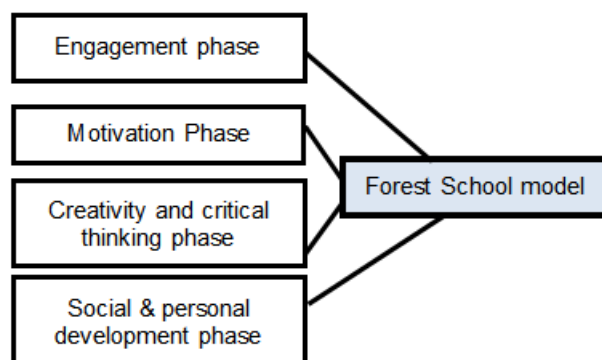 Engagement phase
Motivation Phase
Forest School model
Creativity and critical
thinking phase
Social & personal
development phase